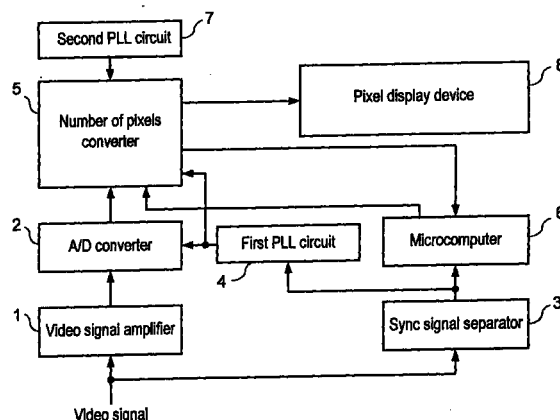 Second PLL circuit
7
5
Number of pixels
converter
Pixel display device
8
2
A/D converter
First PLL circuit
4
Microcomputer
6
1
Video signal amplifier
Sync signal separator
3
Video signal